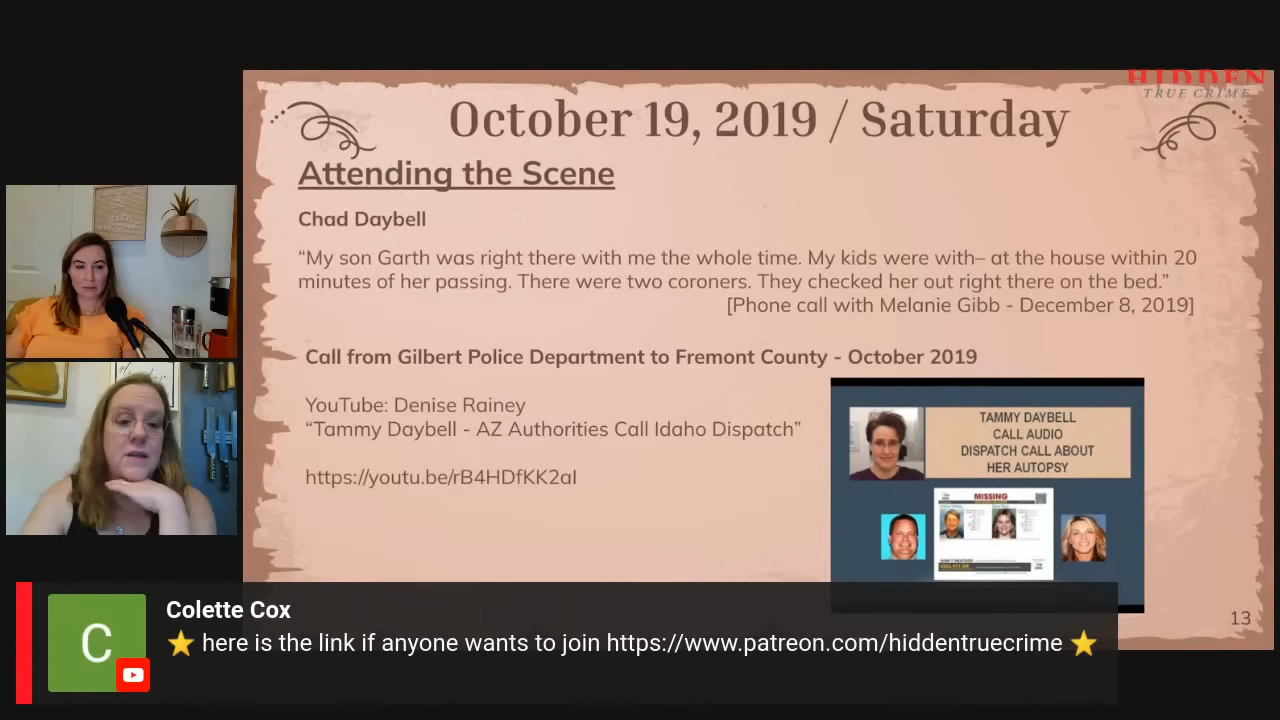 HIDDEN
TRUE CRIME
October 19, 2019 / Saturday
Attending the Scene
Chad Daybell
“My son Garth was right there with me the whole time. My kids were with– at the house within 20
minutes of her passing. There were two coroners. They checked her out right there on the bed.”
[Phone call with Melanie Gibb - December 8, 2019]
Call from Gilbert Police Department to Fremont County - October 2019
YouTube: Denise Rainey
“Tammy Daybell - AZ Authorities Call Idaho Dispatch”
https://youtu.be/rB4HDfKK2aI
TAMMY DAYBELL
CALL AUDIO
DISPATCH CALL ABOUT
HER AUTOPSY
MISSING
13
C
Colette Cox
⭐ here is the link if anyone wants to join https://www.patreon.com/hiddentruecrime ⭐